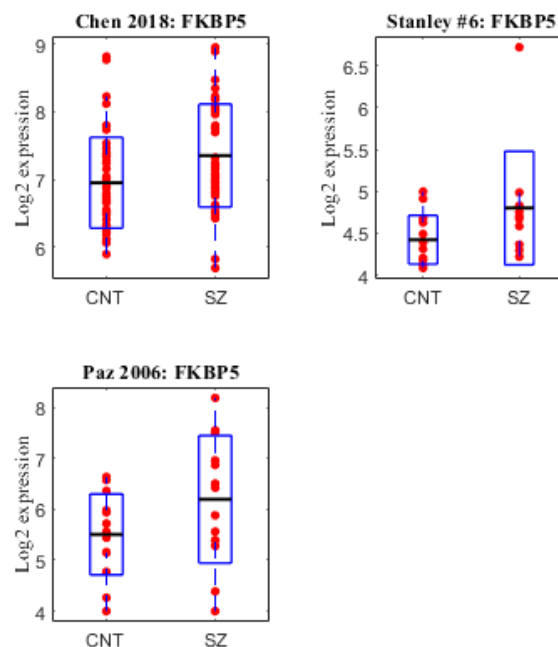 Chen 2018: FKBP5
Log2 expression
9
8
7
6
CNT
SZ
Stanley #6: FKBP5
Log2 expression
6.5
6
5.5
5
4.5
4
CNT
SZ
Paz 2006: FKBP5
Log2 expression
8
7
6
5
4
CNT
SZ